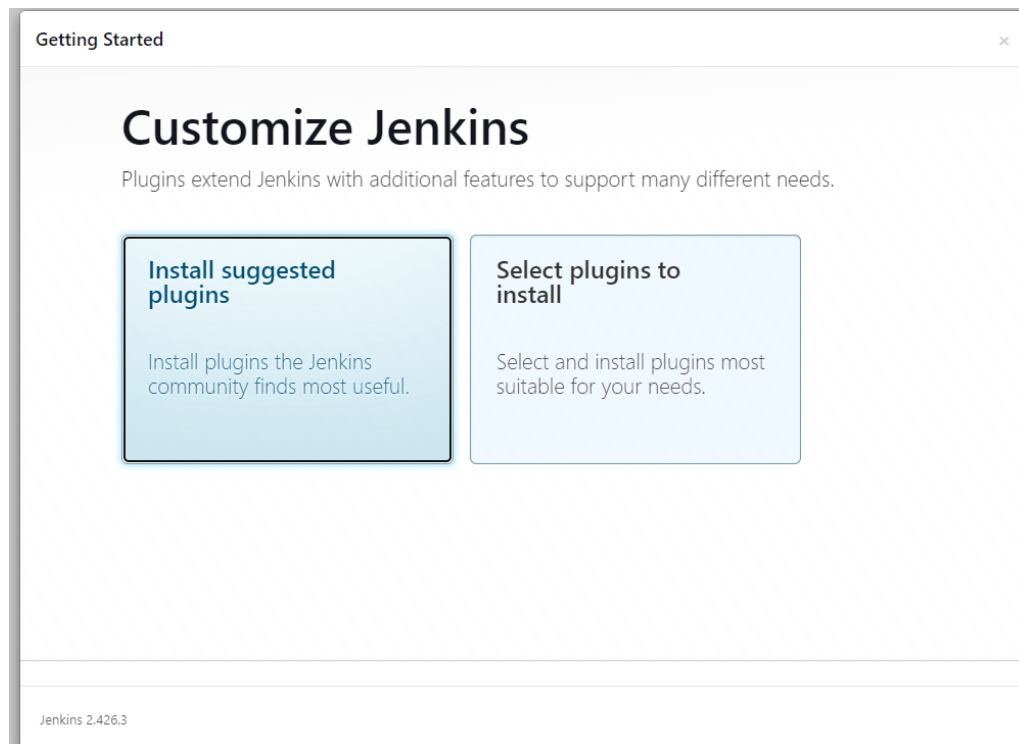 Getting Started
×
Customize Jenkins
Plugins extend Jenkins with additional features to support many different needs.
Install suggested
plugins
Install plugins the Jenkins
community finds most useful.
Select plugins to
install
Select and install plugins most
suitable for your needs.
Jenkins 2.426.3